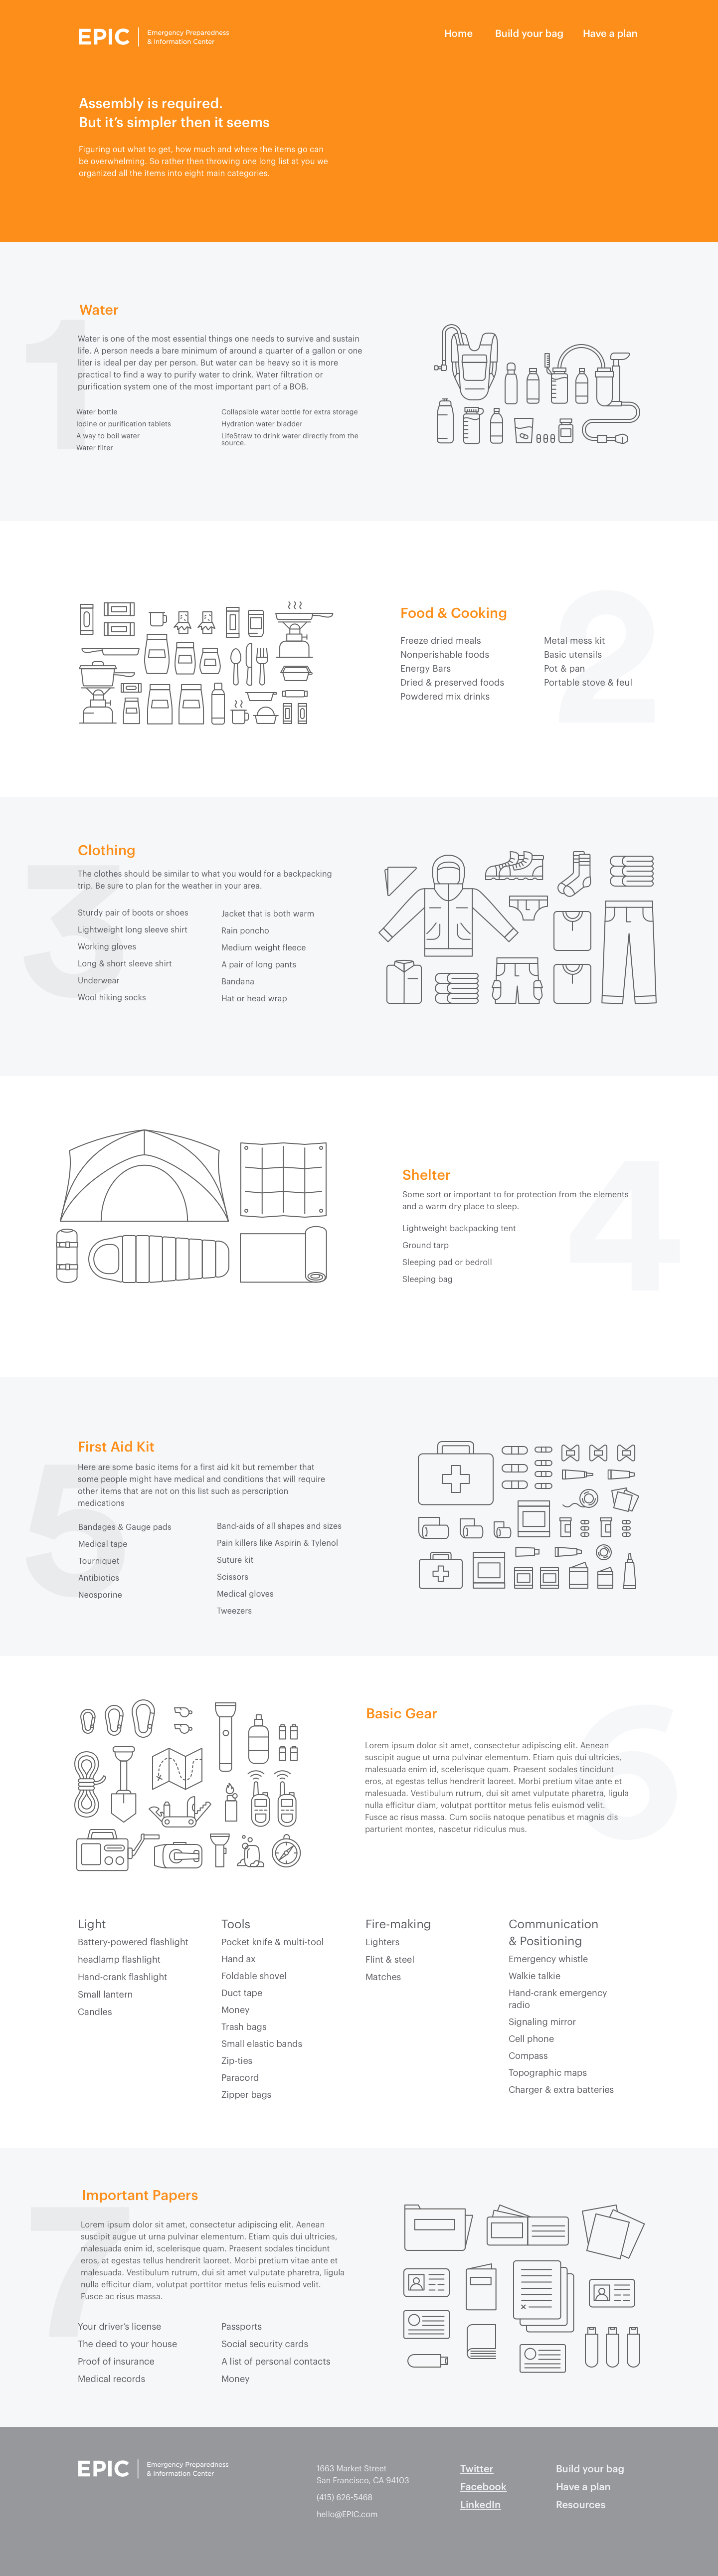 EPIC
Emergency Preparedness
& Information Center
Home
Build your bag
Have a plan
Assembly is required.
But it's simpler then it seems
Figuring out what to get, how much and where the items go can
be overwhelming. So rather then throwing one long list at you we
organized all the items into eight main categories.
1
Water
Water is one of the most essential things one needs to survive and sustain
life. A person needs a bare minimum of around a quarter of a gallon or one
liter is ideal per day per person. But water can be heavy so it is more
practical to find a way to purify water to drink. Water filtration or
purification system one of the most important part of a BOB.
Water bottle
Iodine or purification tablets
A way to boil water
Water filter
Collapsible water bottle for extra storage
Hydration water bladder
LifeStraw to drink water directly from the
source.
2
Food & Cooking
Freeze dried meals
Nonperishable foods
Energy Bars
Dried & preserved foods
Powdered mix drinks
Metal mess kit
Basic utensils
Pot & pan
Portable stove & feul
3
Clothing
The clothes should be similar to what you would for a backpacking
trip. Be sure to plan for the weather in your area.
Sturdy pair of boots or shoes
Lightweight long sleeve shirt
Working gloves
Long & short sleeve shirt
Underwear
Wool hiking socks
Jacket that is both warm
Rain poncho
Medium weight fleece
A pair of long pants
Bandana
Hat or head wrap
4
Shelter
Some sort or important to for protection from the elements
and a warm dry place to sleep.
Lightweight backpacking tent
Ground tarp
Sleeping pad or bedroll
Sleeping bag
5
First Aid Kit
Here are some basic items for a first aid kit but remember that
some people might have medical and conditions that will require
other items that are not on this list such as perscription
medications
Bandages & Gauge pads
Medical tape
Tourniquet
Antibiotics
Neosporine
Band-aids of all shapes and sizes
Pain killers like Aspirin & Tylenol
Suture kit
Scissors
Medical gloves
Tweezers
6
Basic Gear
Lorem ipsum dolor sit amet, consectetur adipiscing elit. Aenean
suscipit augue ut urna pulvinar elementum. Etiam quis dui ultricies,
malesuada enim id, scelerisque quam. Praesent sodales tincidunt
eros, at egestas tellus hendrerit laoreet. Morbi pretium vitae ante et
malesuada. Vestibulum rutrum, dui sit amet vulputate pharetra, ligula
nulla efficitur diam, volutpat porttitor metus felis euismod velit.
Fusce ac risus massa. Cum sociis natoque penatibus et magnis dis
parturient montes, nascetur ridiculus mus.
Light
Battery-powered flashlight
headlamp flashlight
Hand-crank flashlight
Small lantern
Candles
Tools
Pocket knife & multi-tool
Hand ax
Foldable shovel
Duct tape
Money
Trash bags
Small elastic bands
Zip-ties
Paracord
Zipper bags
Fire-making
Lighters
Flint & steel
Matches
Communication
& Positioning
Emergency whistle
Walkie talkie
Hand-crank emergency
radio
Signaling mirror
Cell phone
Compass
Topographic maps
Charger & extra batteries
7
Important Papers
Lorem ipsum dolor sit amet, consectetur adipiscing elit. Aenean
suscipit augue ut urna pulvinar elementum. Etiam quis dui ultricies,
malesuada enim id, scelerisque quam. Praesent sodales tincidunt
eros, at egestas tellus hendrerit laoreet. Morbi pretium vitae ante et
malesuada. Vestibulum rutrum, dui sit amet vulputate pharetra, ligula
nulla efficitur diam, volutpat porttitor metus felis euismod velit.
Fusce ac risus massa.
Your driver's license
The deed to your house
Proof of insurance
Medical records
Passports
Social security cards
A list of personal contacts
Money
EPIC
Emergency Preparedness
& Information Center
1663 Market Street
San Francisco, CA 94103
(415) 626-5468
hello@EPIC.com
Twitter
Facebook
LinkedIn
Build your bag
Have a plan
Resources